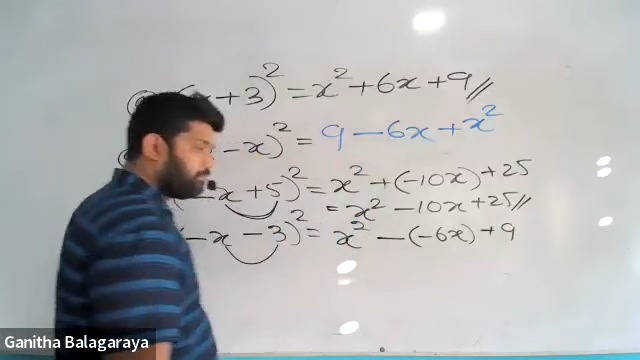 +3)² = x² + 6x + 9 //
- x)² = 9 - 6x + x²
(-x + 5)² = x² + (-10x) + 25
= x² - 10x + 25 //
(-x - 3)² = x² - (-6x) + 9
Ganitha Balagaraya